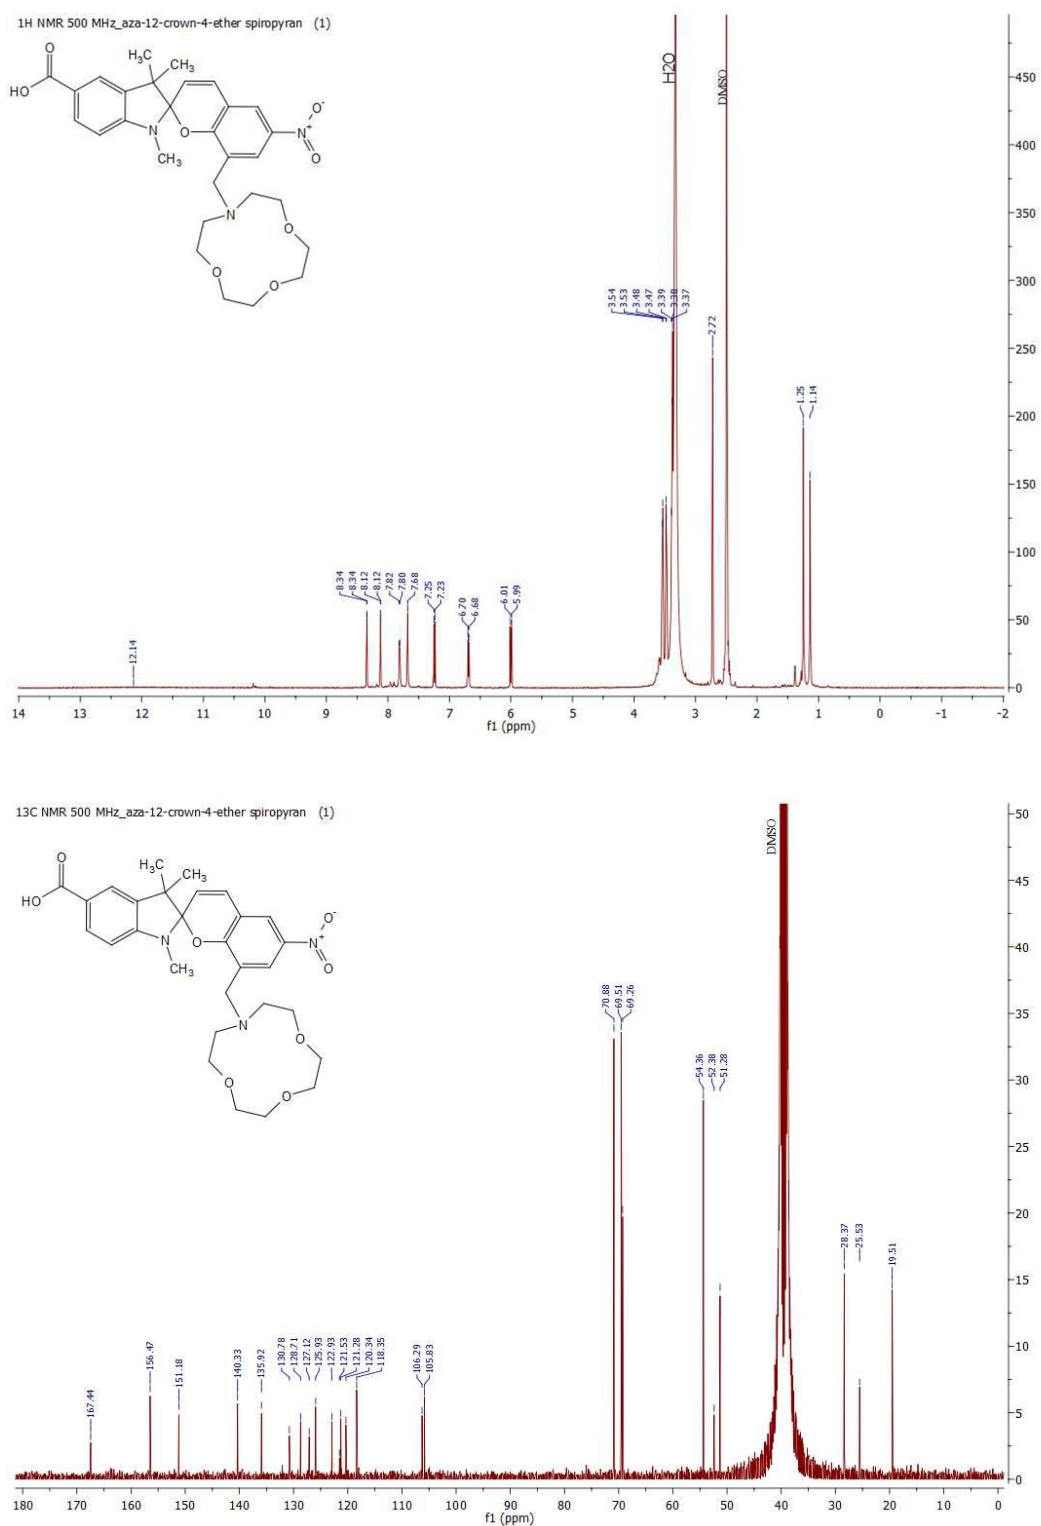 1H NMR 500 MHz_aza-12-crown-4-ether spiropyran (1)
O
HO
H₃C
CH₃
N
CH₃
O
N⁺
O⁻
O
N
O
O
O
H2O
DMSO
3.54
3.53
3.48
3.47
3.39
3.38
3.37
2.72
1.25
1.14
12.14
8.34
8.34
8.12
8.12
7.82
7.80
7.68
7.25
7.23
6.70
6.68
6.01
5.99
450
400
350
300
250
200
150
100
50
0
14 13 12 11 10 9 8 7 6 5 4 3 2 1 0 -1 -2
f1 (ppm)
13C NMR 500 MHz_aza-12-crown-4-ether spiropyran (1)
O
HO
H₃C
CH₃
N
CH₃
O
N⁺
O⁻
O
N
O
O
O
DMSO
167.44
156.47
151.18
140.33
135.92
130.78
128.71
127.12
125.93
122.93
121.53
121.28
120.34
118.35
106.29
105.83
70.88
69.51
69.26
54.36
52.38
51.28
28.37
25.53
19.51
50
45
40
35
30
25
20
15
10
5
0
180 170 160 150 140 130 120 110 100 90 80 70 60 50 40 30 20 10 0
f1 (ppm)